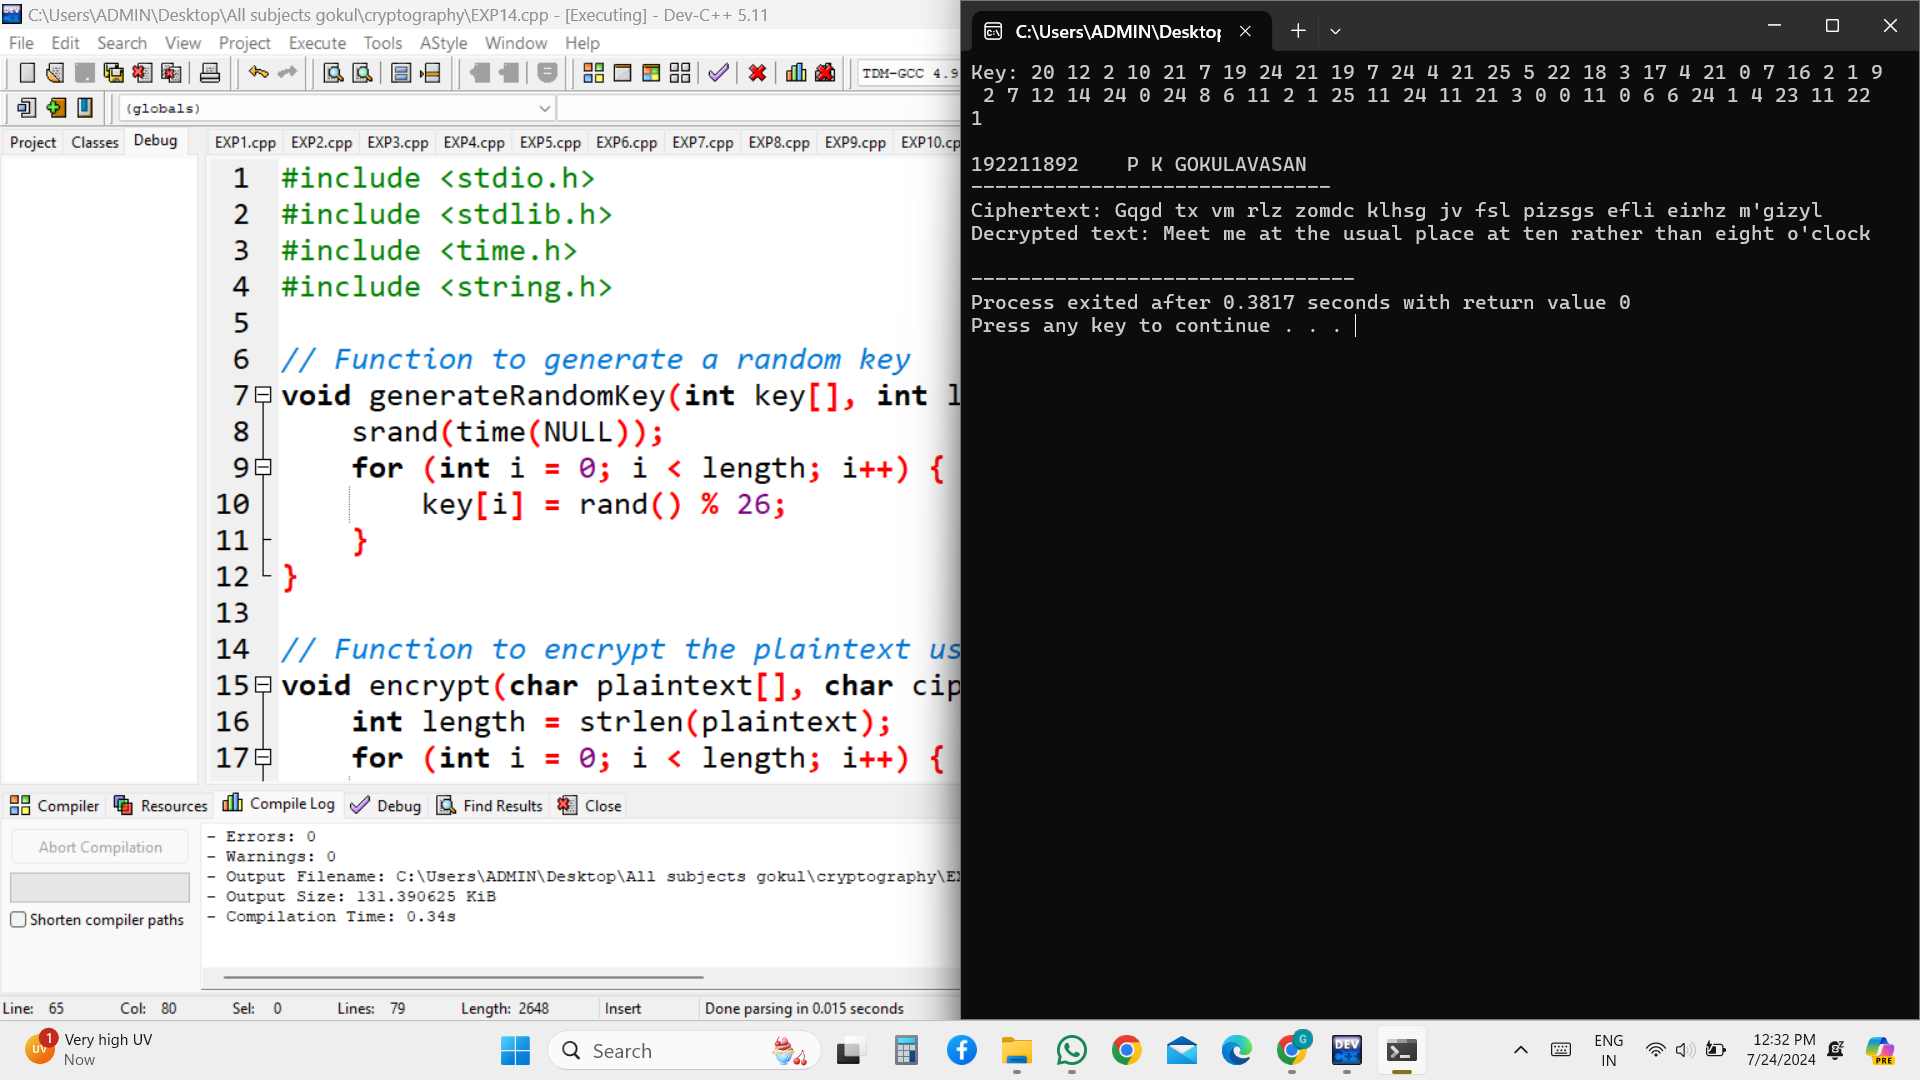 C:\Users\ADMIN\Desktop\All subjects gokul\cryptography\EXP14.cpp - [Executing] - Dev-C++ 5.11
File Edit Search View Project Execute Tools AStyle Window Help
TDM-GCC 4.9
(globals)
Project Classes Debug
EXP1.cpp EXP2.cpp EXP3.cpp EXP4.cpp EXP5.cpp EXP6.cpp EXP7.cpp EXP8.cpp EXP9.cpp EXP10.cp
1 #include <stdio.h>
2 #include <stdlib.h>
3 #include <time.h>
4 #include <string.h>
5
6 // Function to generate a random key
7 void generateRandomKey(int key[], int l
8 srand(time(NULL));
9 for (int i = 0; i < length; i++) {
10 key[i] = rand() % 26;
11 }
12 }
13
14 // Function to encrypt the plaintext us
15 void encrypt(char plaintext[], char cip
16 int length = strlen(plaintext);
17 for (int i = 0; i < length; i++) {
Compiler Resources Compile Log Debug Find Results Close
Abort Compilation
Shorten compiler paths
- Errors: 0
- Warnings: 0
- Output Filename: C:\Users\ADMIN\Desktop\All subjects gokul\cryptography\EX
- Output Size: 131.390625 KiB
- Compilation Time: 0.34s
Line: 65 Col: 80 Sel: 0 Lines: 79 Length: 2648 Insert Done parsing in 0.015 seconds
C:\Users\ADMIN\Desktop
Key: 20 12 2 10 21 7 19 24 21 19 7 24 4 21 25 5 22 18 3 17 4 21 0 7 16 2 1 9
2 7 12 14 24 0 24 8 6 11 2 1 25 11 24 11 21 3 0 0 11 0 6 6 24 1 4 23 11 22
1
192211892 P K GOKULAVASAN
------------------------------
Ciphertext: Gqgd tx vm rlz zomdc klhsg jv fsl pizsgs efli eirhz m'gizyl
Decrypted text: Meet me at the usual place at ten rather than eight o'clock
--------------------------------
Process exited after 0.3817 seconds with return value 0
Press any key to continue . . .
UV 1 Very high UV
Now
Search
G
DEV C++
ENG
IN
12:32 PM
7/24/2024
PRE